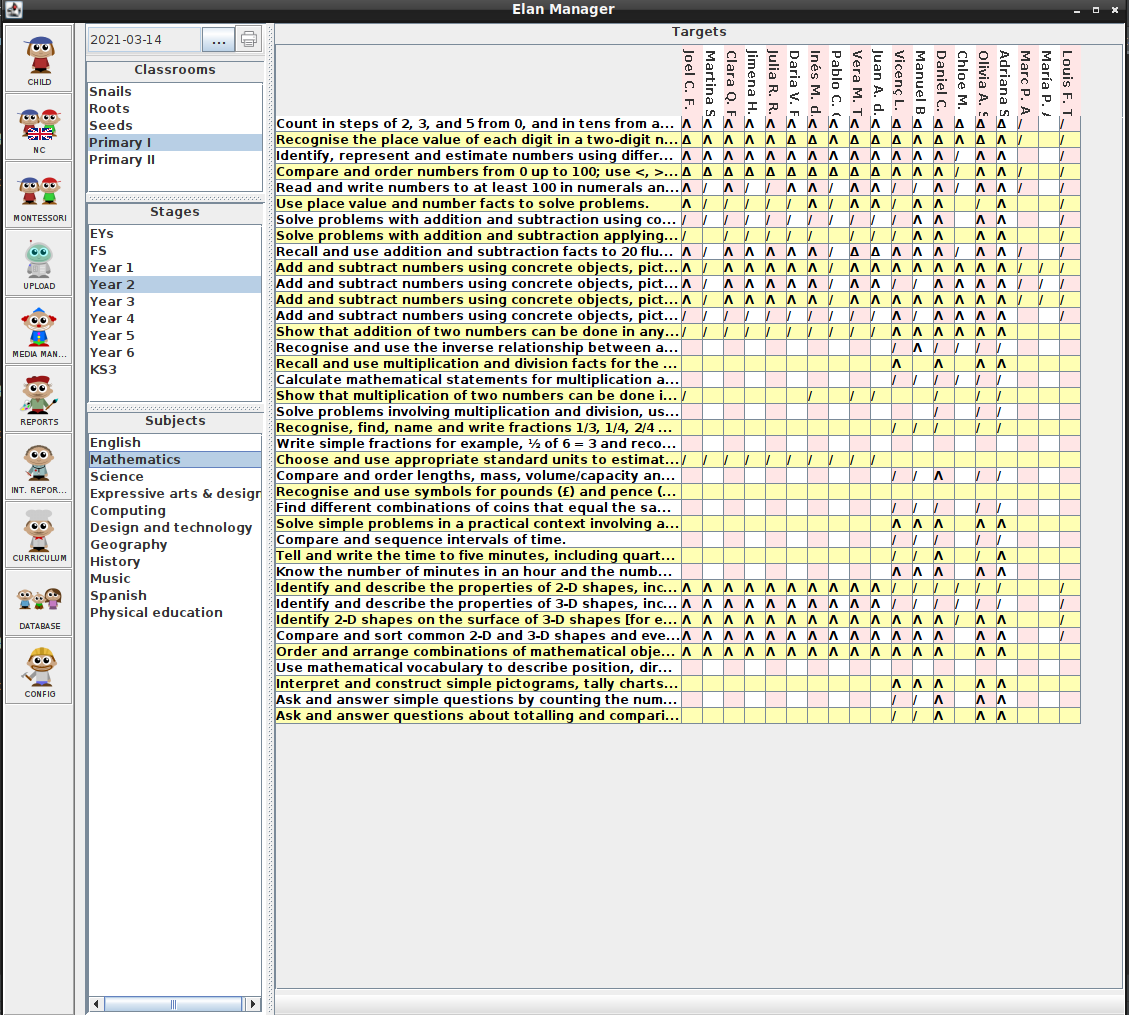 Elan Manager
CHILD
NC
MONTESSORI
UPLOAD
MEDIA MAN...
REPORTS
INT. REPOR...
CURRICULUM
DATABASE
CONFIG
2021-03-14
...
Classrooms
Snails
Roots
Seeds
Primary I
Primary II
Stages
EYs
FS
Year 1
Year 2
Year 3
Year 4
Year 5
Year 6
KS3
Subjects
English
Mathematics
Science
Expressive arts & desigr
Computing
Design and technology
Geography
History
Music
Spanish
Physical education
Targets
Joel C. F.
Martina S
Clara Q. F
Jimena H.
Julia R. R.
Daria V. F
Inés M. d
Pablo C. (
Vera M. T
Juan A. d.
Vicenç L.
Manuel B
Daniel C.
Chloe M.
Olivia A. S
Adriana S
Marc P. A
María P. /
Louis F. T
Count in steps of 2, 3, and 5 from 0, and in tens from a...
Recognise the place value of each digit in a two-digit n...
Identify, represent and estimate numbers using differ...
Compare and order numbers from 0 up to 100; use <, >...
Read and write numbers to at least 100 in numerals an...
Use place value and number facts to solve problems.
Solve problems with addition and subtraction using co...
Solve problems with addition and subtraction applying...
Recall and use addition and subtraction facts to 20 flu...
Add and subtract numbers using concrete objects, pict...
Add and subtract numbers using concrete objects, pict...
Add and subtract numbers using concrete objects, pict...
Add and subtract numbers using concrete objects, pict...
Show that addition of two numbers can be done in any...
Recognise and use the inverse relationship between a...
Recall and use multiplication and division facts for the ...
Calculate mathematical statements for multiplication a...
Show that multiplication of two numbers can be done i...
Solve problems involving multiplication and division, us...
Recognise, find, name and write fractions 1/3, 1/4, 2/4 ...
Write simple fractions for example, ½ of 6 = 3 and reco...
Choose and use appropriate standard units to estimat...
Compare and order lengths, mass, volume/capacity an...
Recognise and use symbols for pounds (£) and pence (...
Find different combinations of coins that equal the sa...
Solve simple problems in a practical context involving a...
Compare and sequence intervals of time.
Tell and write the time to five minutes, including quart...
Know the number of minutes in an hour and the numb...
Identify and describe the properties of 2-D shapes, inc...
Identify and describe the properties of 3-D shapes, inc...
Identify 2-D shapes on the surface of 3-D shapes [for e...
Compare and sort common 2-D and 3-D shapes and eve...
Order and arrange combinations of mathematical obje...
Use mathematical vocabulary to describe position, dir...
Interpret and construct simple pictograms, tally charts...
Ask and answer simple questions by counting the num...
Ask and answer questions about totalling and compari...